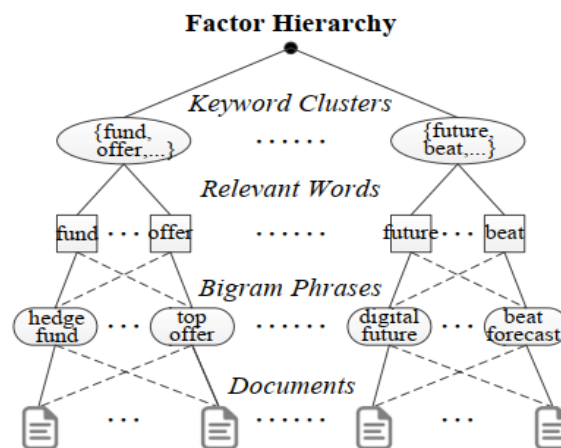 Factor Hierarchy
Keyword Clusters
{fund,
offer,...}
......
{future,
beat,...}
Relevant Words
fund ... offer ...... future ... beat
Bigram Phrases
hedge
fund
...
top
offer
......
digital
future
...
beat
forecast
Documents
... ...... ...